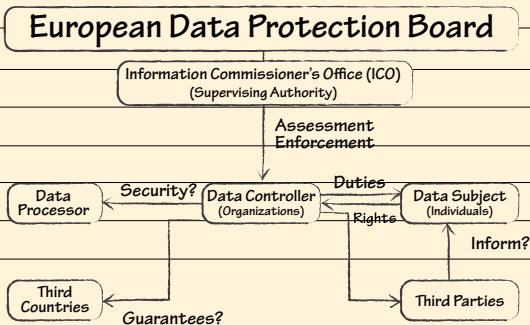 European Data Protection Board
Information Commissioner's Office (ICO)
(Supervising Authority)
Assessment
Enforcement
Data
Processor
Security?
Data Controller
(Organizations)
Duties
Rights
Data Subject
(Individuals)
Inform?
Third
Countries
Guarantees?
Third Parties